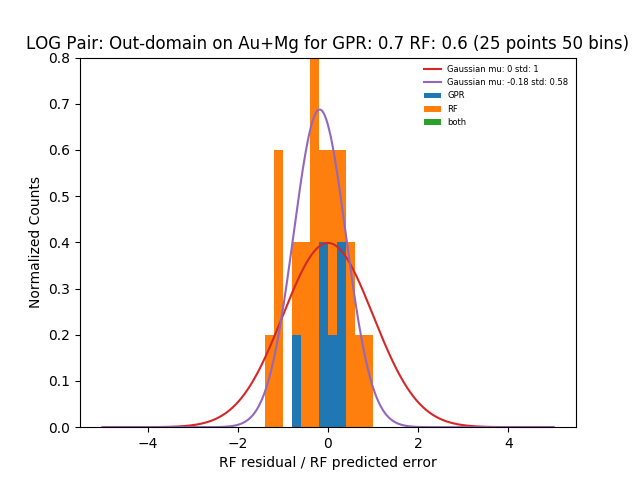 LOG Pair: Out-domain on Au+Mg for GPR: 0.7 RF: 0.6 (25 points 50 bins)
Gaussian mu: 0 std: 1
Gaussian mu: -0.18 std: 0.58
GPR
RF
both
Normalized Counts
0.8
0.7
0.6
0.5
0.4
0.3
0.2
0.1
0.0
−4 −2 0 2 4
RF residual / RF predicted error